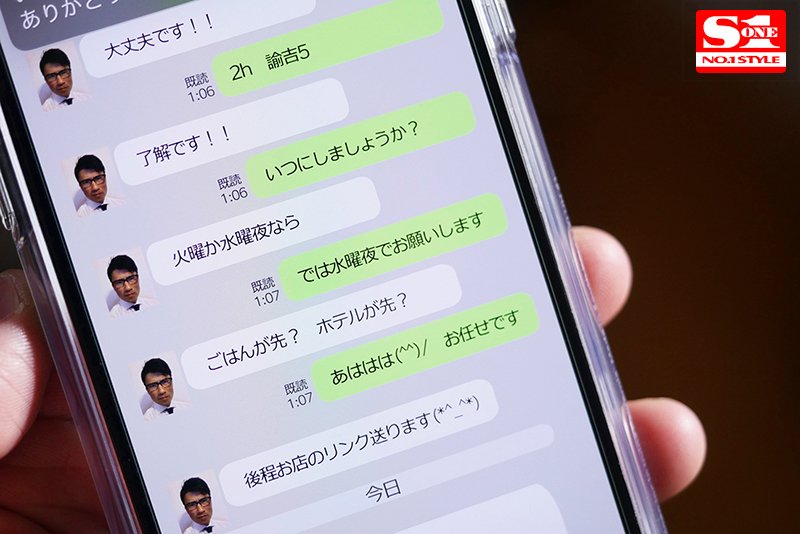 ありがとう
S1 ONE
NO.1 STYLE
大丈夫です！！
既読
1:06
2h　諭吉5
了解です！！
既読
1:06
いつにしましょうか？
火曜か水曜夜なら
既読
1:07
では水曜夜でお願いします
ごはんが先？　ホテルが先？
既読
1:07
あははは(^^)/　お任せです
後程お店のリンク送ります(*^_^*)
今日